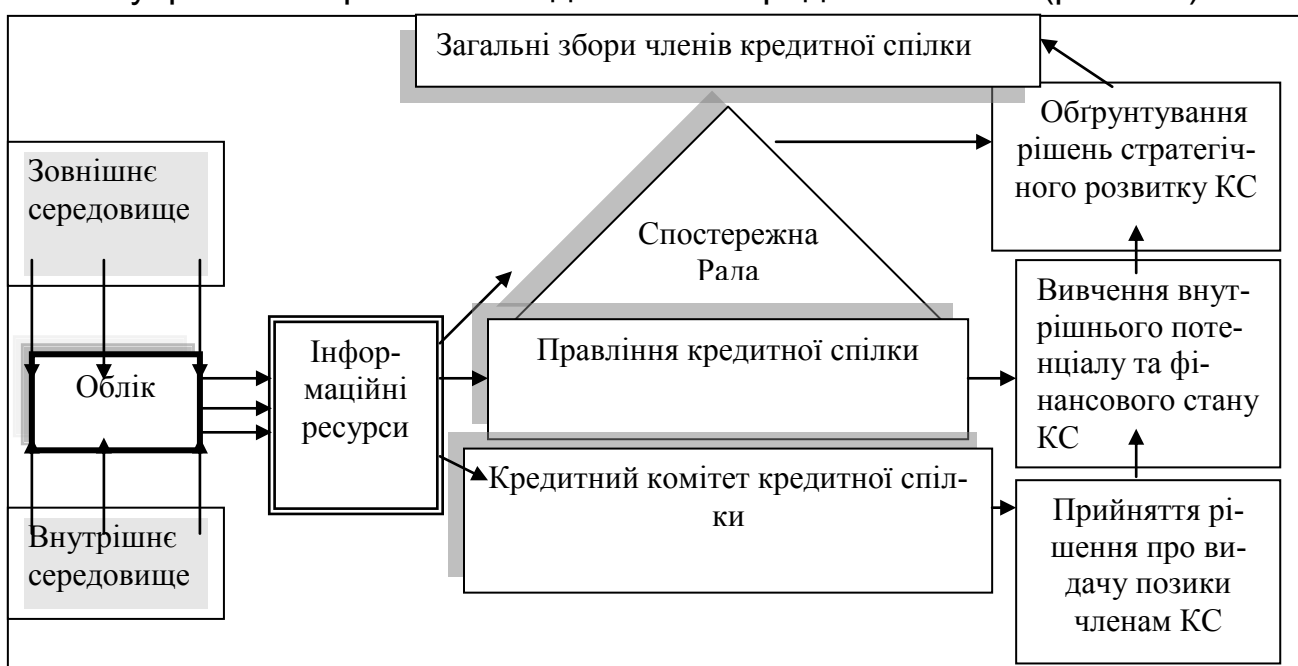 Загальні збори членів кредитної спілки
Обґрунтування
рішень стратегіч-
ного розвитку КС
Зовнішнє
середовище
Спостережна
Рада
Вивчення внут-
рішнього поте-
нціалу та фі-
нансового стану
КС
Інфор-
маційні
ресурси
Правління кредитної спілки
Облік
Кредитний комітет кредитної спіл-
ки
Прийняття рі-
шення про ви-
дачу позики
членам КС
Внутрішнє
середовище